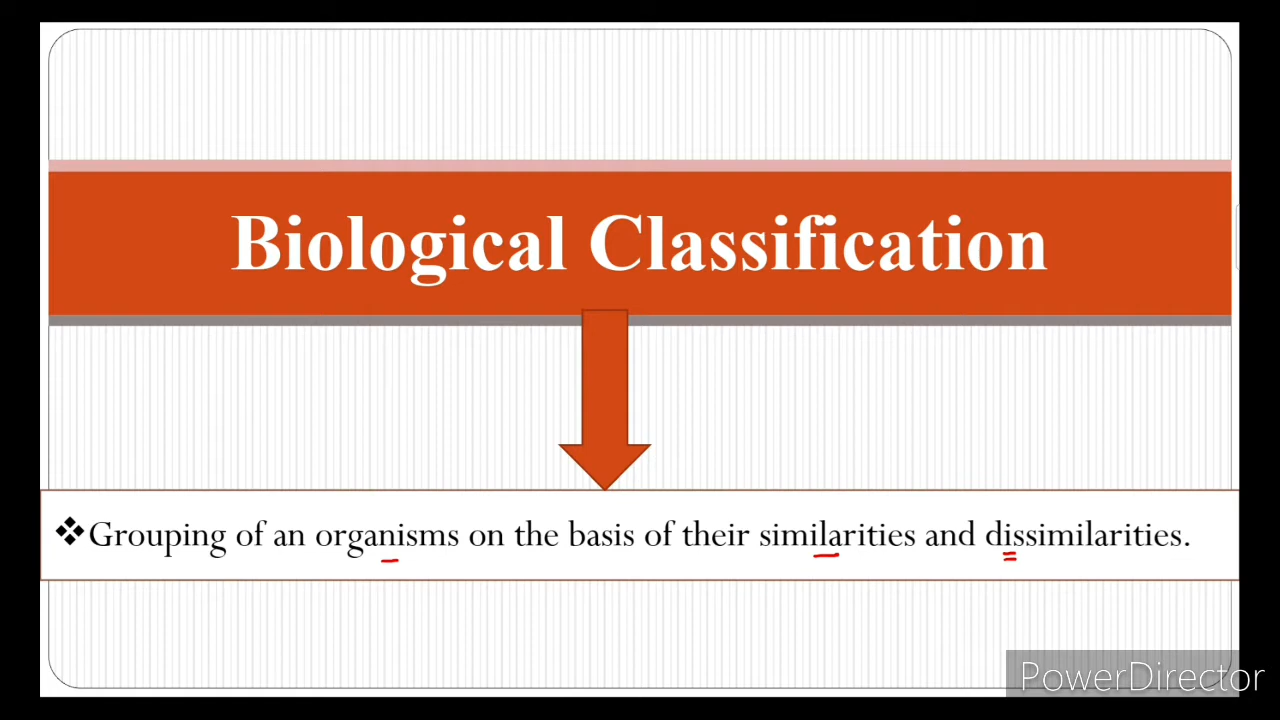 Biological Classification
❖Grouping of an organisms on the basis of their similarities and dissimilarities.
PowerDirector